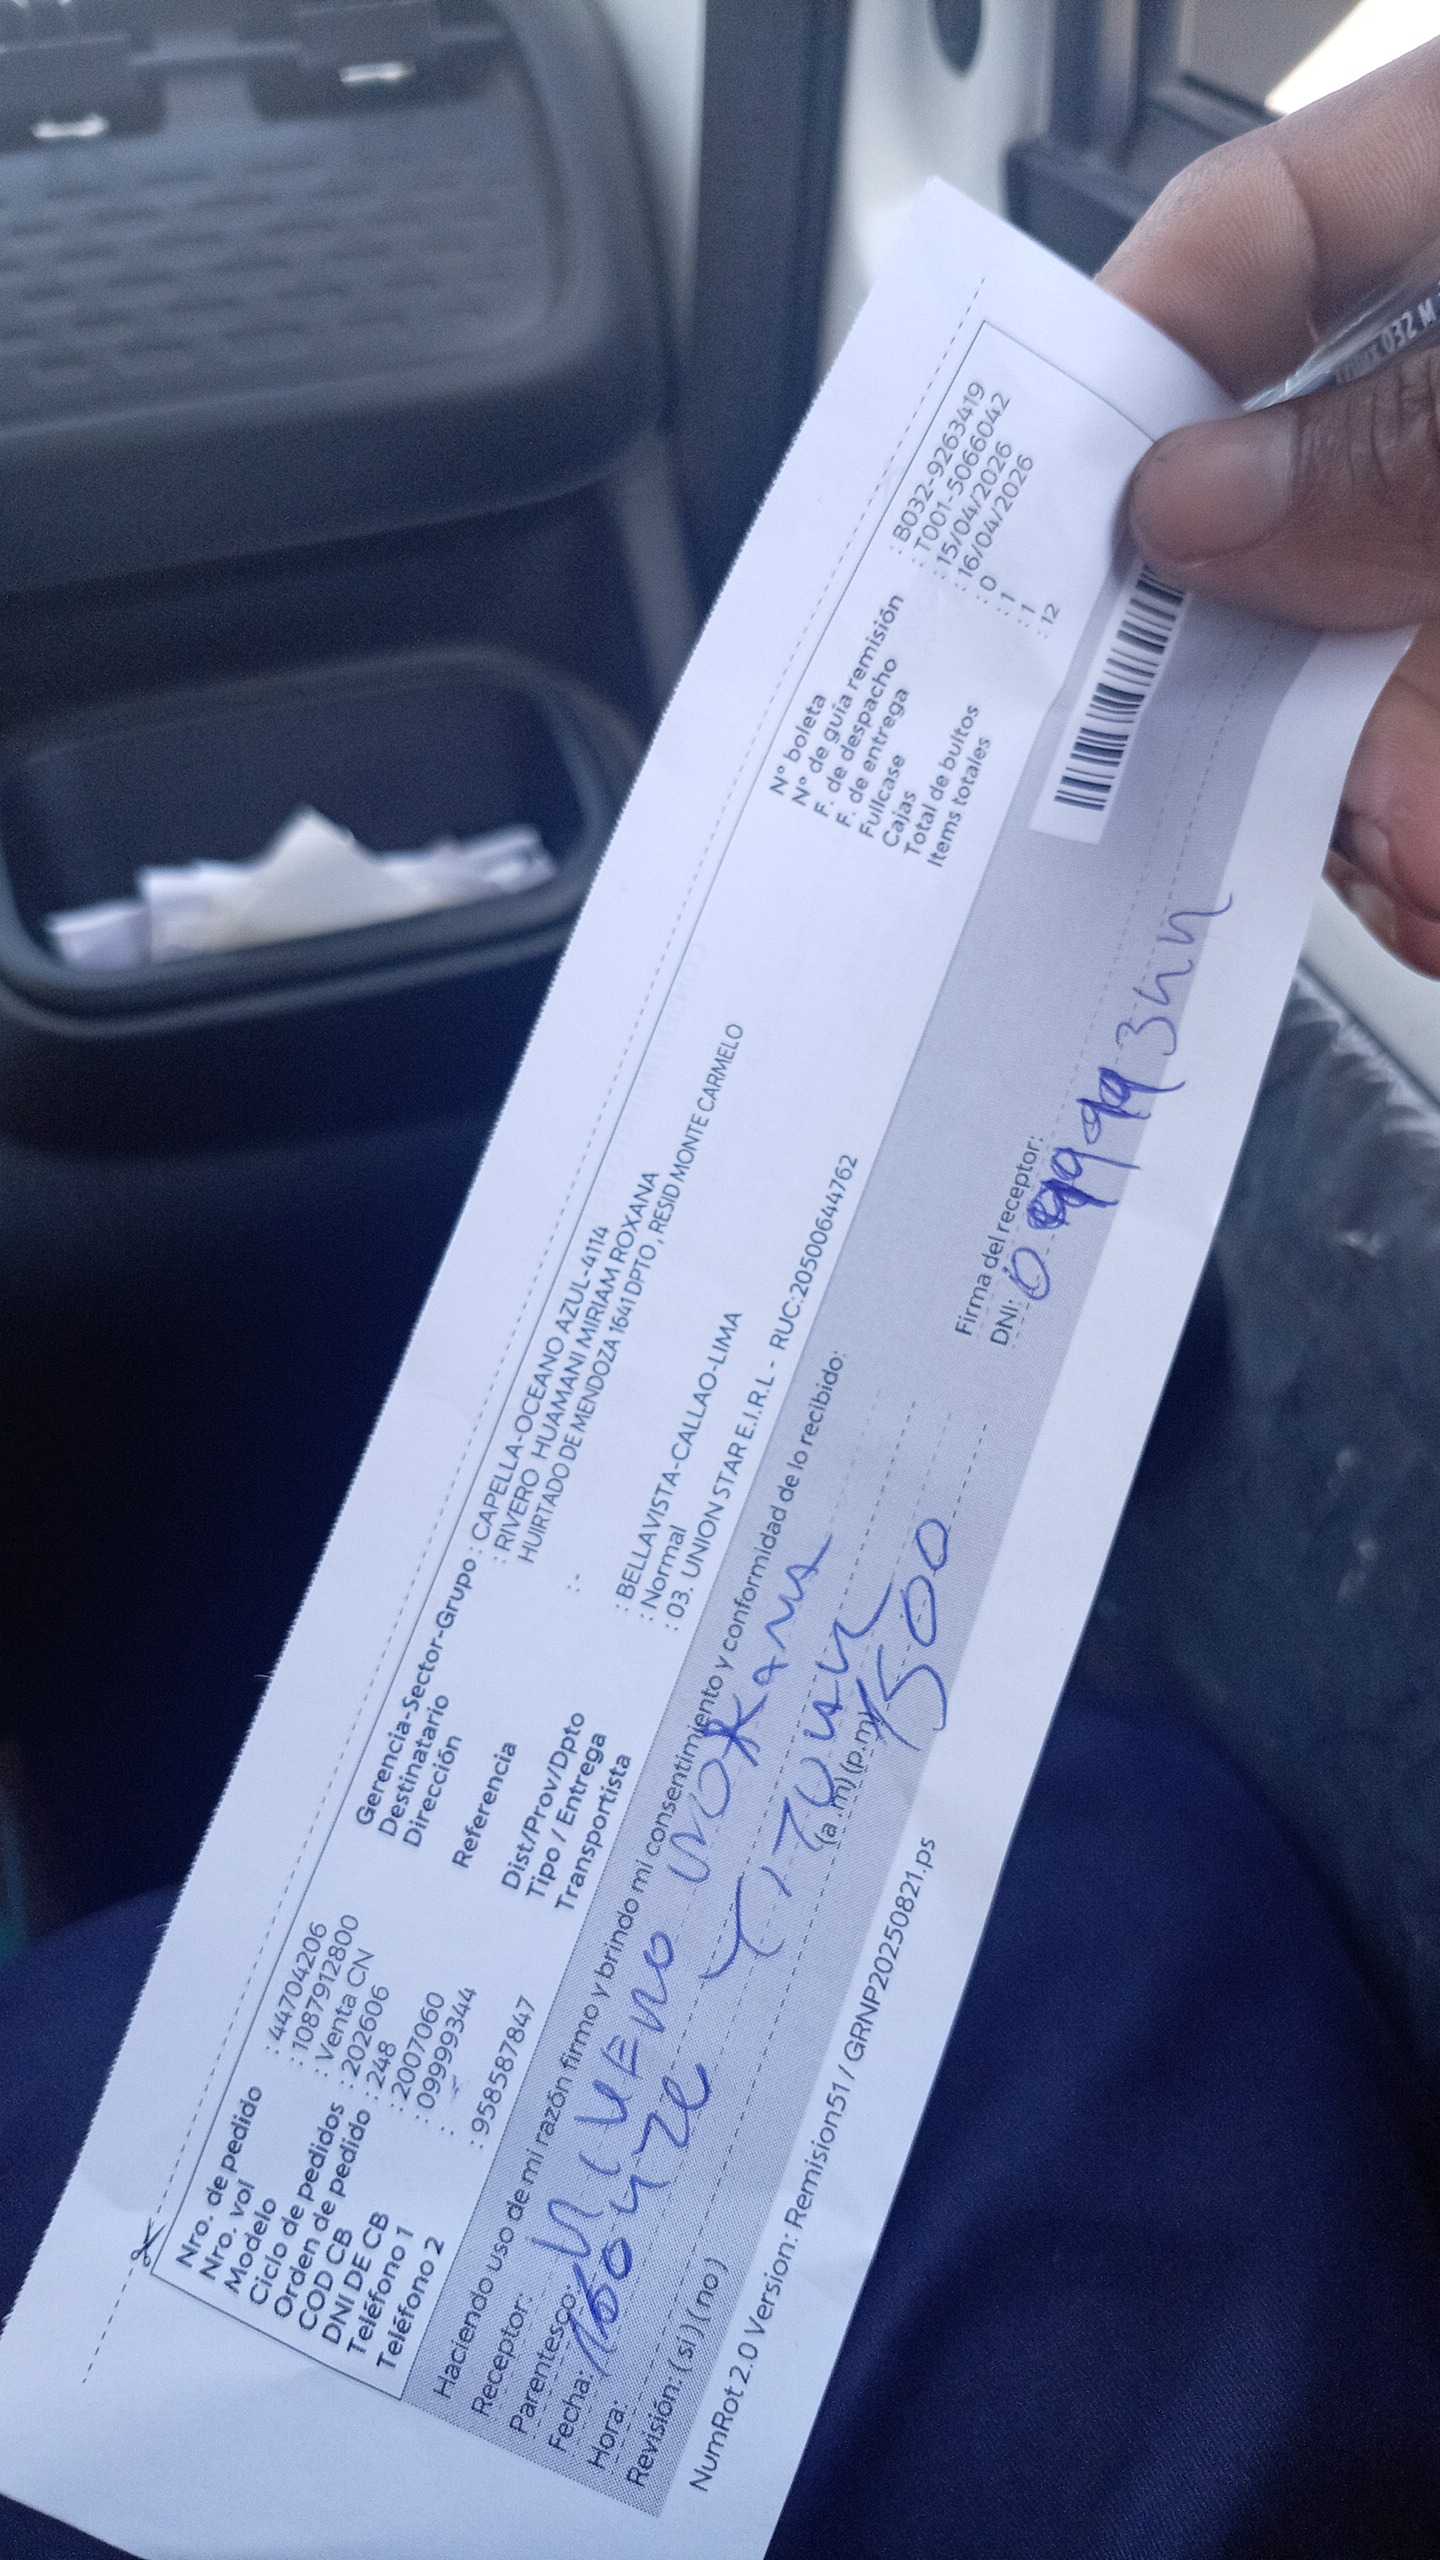 Nro. de pedido : 44704206
Nro. vol : 1087912800
Modelo : Venta CN
Ciclo de pedidos : 202606
Orden de pedido : 248
COD CB : 2007060
DNI DE CB : 09999344
Teléfono 1 :
Teléfono 2 : 958587847
Gerencia-Sector-Grupo : CAPELLA-OCEANO AZUL-4114
Destinatario : RIVERO HUAMANI MIRIAM ROXANA
Dirección HUIRTADO DE MENDOZA 1641 DPTO , RESID MONTE CARMELO
Referencia :-
Dist/Prov/Dpto : BELLAVISTA-CALLAO-LIMA
Tipo / Entrega : Normal
Transportista : 03. UNION STAR E.I.R.L - RUC:20500644762
N° boleta : B032-9263419
N° de guía remisión : T001-5066042
F. de despacho : 15/04/2026
F. de entrega : 16/04/2026
Fullcase : 0
Cajas : 1
Total de bultos : 1
Items totales : 12
Haciendo uso de mi razón firmo y brindo mi consentimiento y conformidad de lo recibido:
Receptor:
Parentesco:
Fecha:
Hora: (a .m) (p.m) 1500
Revisión: ( sí ) ( no )
Firma del receptor:
DNI:
NumRot 2.0 Version: Remision51 / GRNP20250821.ps